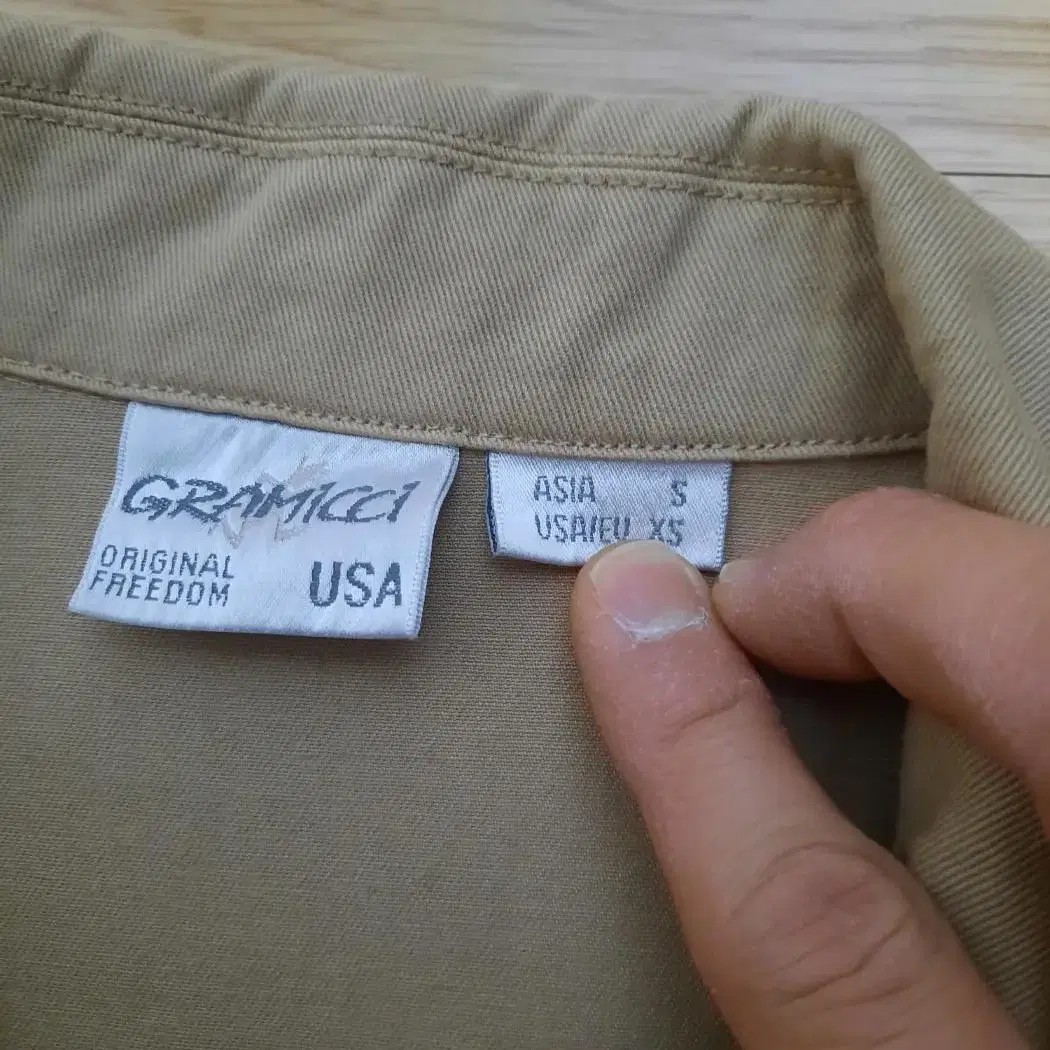 GRAMICCI
ORIGINAL
FREEDOM
USA
ASIA S
USA/EU XS